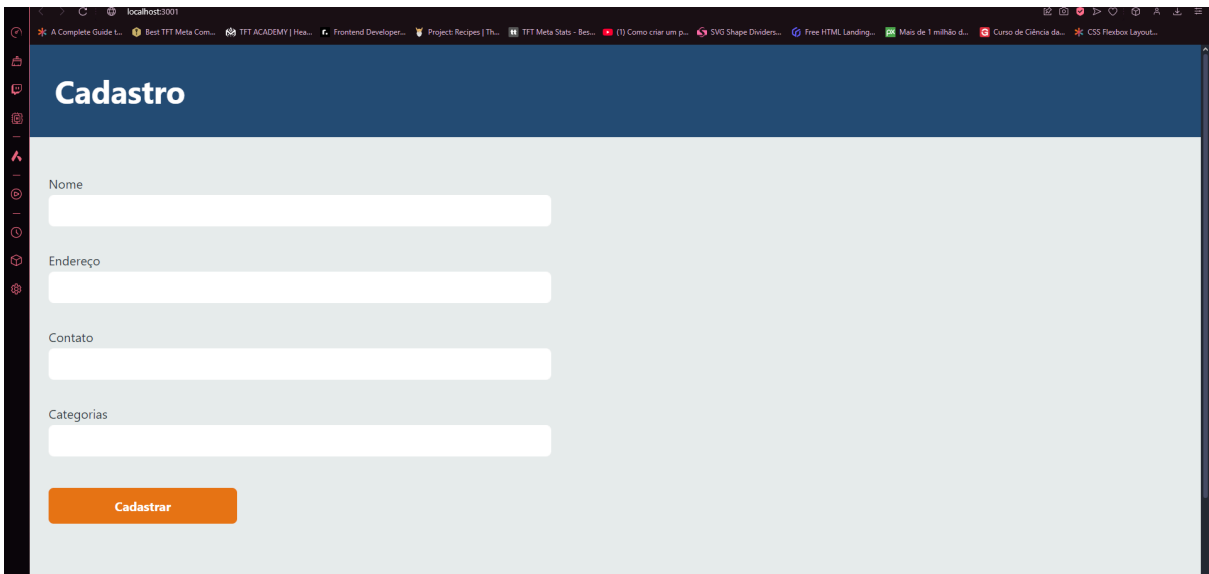 localhost:3001
A Complete Guide t... Best TFT Meta Com... TFT ACADEMY | Hea... Frontend Developer... Project: Recipes | Th... TFT Meta Stats - Bes... (1) Como criar um p... SVG Shape Dividers... Free HTML Landing... Mais de 1 milhão d... Curso de Ciência da... CSS Flexbox Layout...
Cadastro
Nome
Endereço
Contato
Categorias
Cadastrar